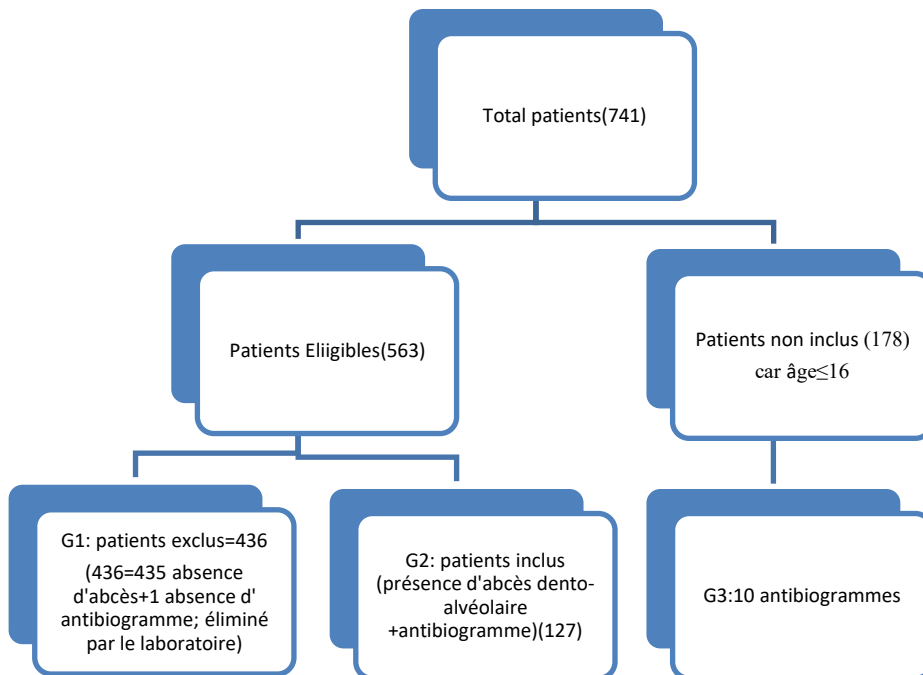 Total patients(741)
Patients Eliigibles(563)
Patients non inclus (178)
car âge≤16
G1: patients exclus=436
(436=435 absence
d'abcès+1 absence d'
antibiogramme; éliminé
par le laboratoire)
G2: patients inclus
(présence d'abcès dento-
alvéolaire
+antibiogramme)(127)
G3:10 antibiogrammes